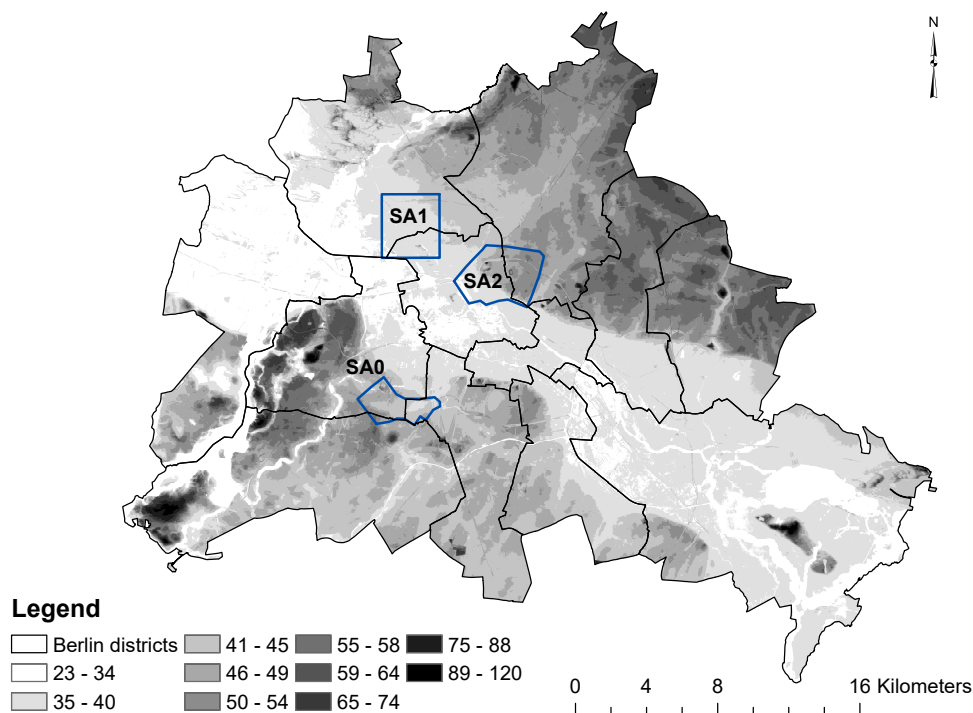 N
SA1
SA2
SA0
Legend
Berlin districts
23 - 34
35 - 40
41 - 45
46 - 49
50 - 54
55 - 58
59 - 64
65 - 74
75 - 88
89 - 120
0 4 8 16 Kilometers